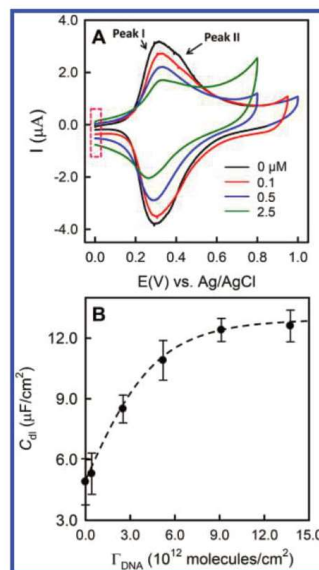 A
Peak I
Peak II
4.0
2.0
0.0
-2.0
-4.0
I (μA)
0 μM
0.1
0.5
2.5
0.0 0.2 0.4 0.6 0.8 1.0
E(V) vs. Ag/AgCl
B
12.0
9.0
6.0
3.0
C_dl (μF/cm²)
0.0 3.0 6.0 9.0 12.0 15.0
Γ_DNA (10¹² molecules/cm²)